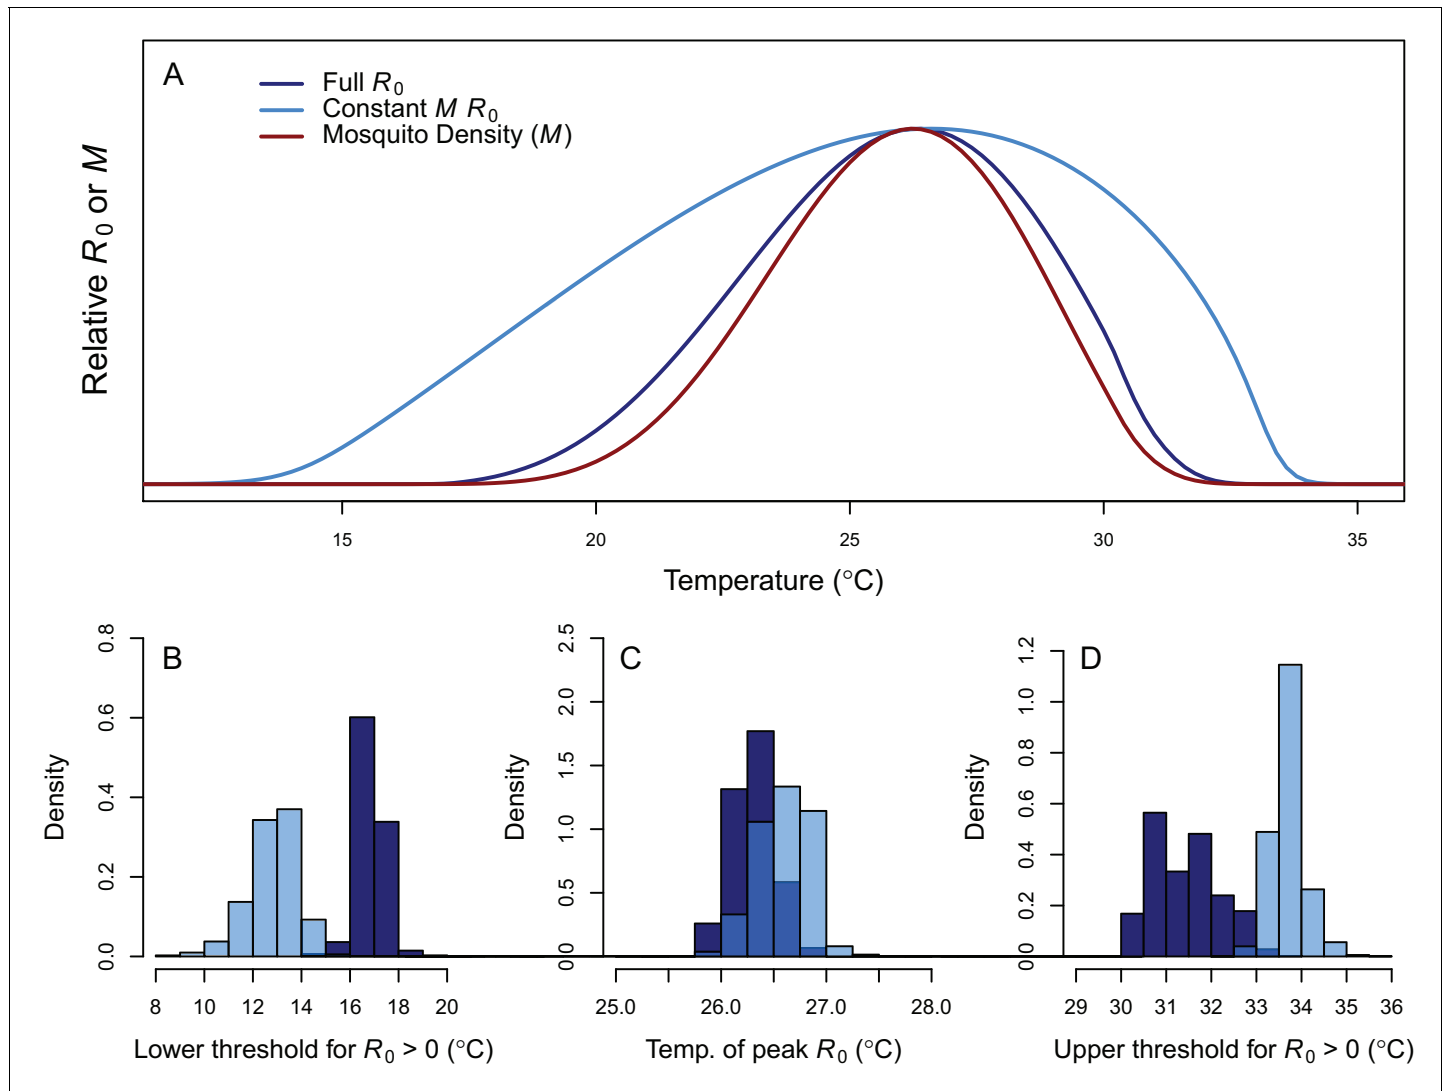 A
Full R0
Constant M R0
Mosquito Density (M)
Relative R0 or M
15 20 25 30 35
Temperature (°C)
B
Density
0.0 0.2 0.4 0.6 0.8
8 10 12 14 16 18 20
Lower threshold for R0 > 0 (°C)
C
Density
0.0 0.5 1.0 1.5 2.0 2.5
25.0 26.0 27.0 28.0
Temp. of peak R0 (°C)
D
Density
0.0 0.2 0.4 0.6 0.8 1.0 1.2
29 30 31 32 33 34 35 36
Upper threshold for R0 > 0 (°C)